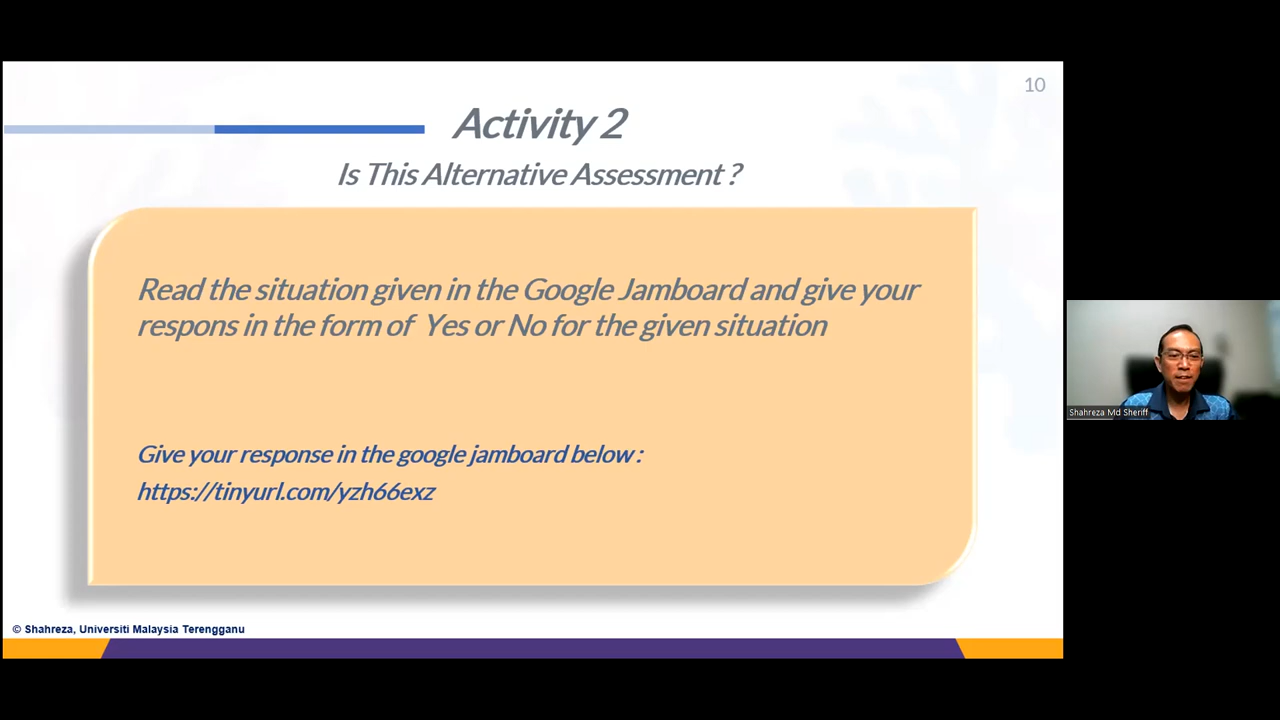 10
Activity 2
Is This Alternative Assessment ?
Read the situation given in the Google Jamboard and give your
respons in the form of Yes or No for the given situation
Give your response in the google jamboard below :
https://tinyurl.com/yzh66exz
Shahreza Md Sheriff
© Shahreza, Universiti Malaysia Terengganu